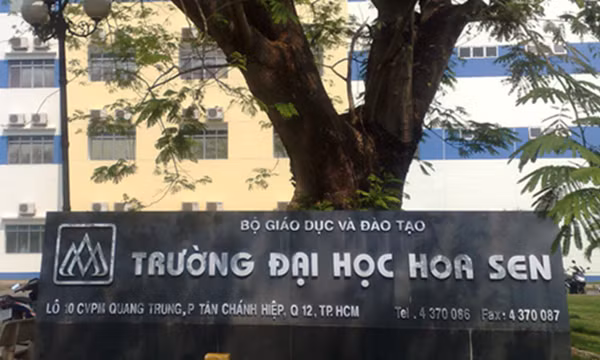 BỘ GIÁO DỤC VÀ ĐÀO TẠO
TRƯỜNG ĐẠI HỌC HOA SEN
LÔ 10 CVPM QUANG TRUNG, P TÂN CHÁNH HIỆP, Q 12, TP. HCM Tel. 4 370 086 Fax: 4 370 087